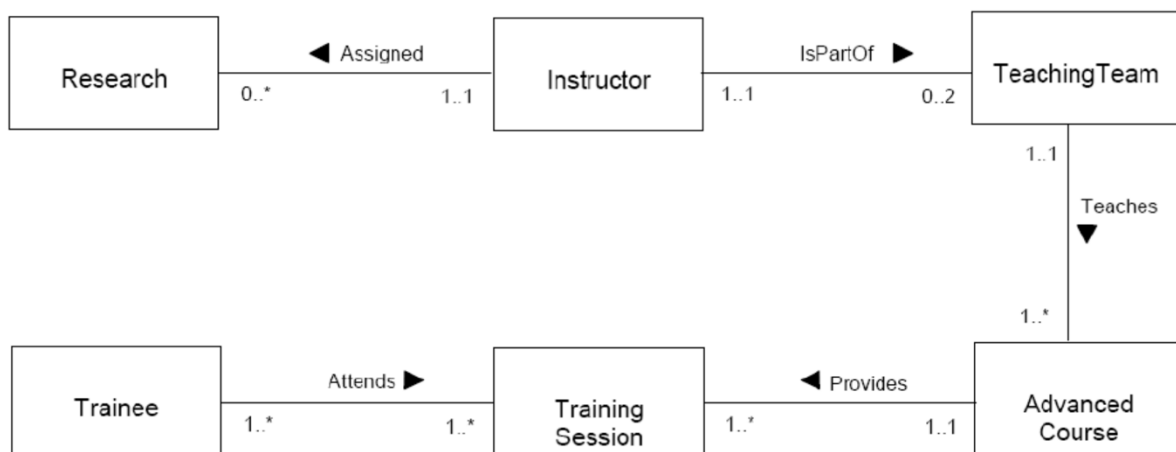 Assigned
IsPartOf
Research
Instructor
TeachingTeam
0..*
1..1
1..1
0..2
1..1
Teaches
1..*
Attends
Provides
Trainee
Training
Session
Advanced
Course
1..*
1..*
1..*
1..1